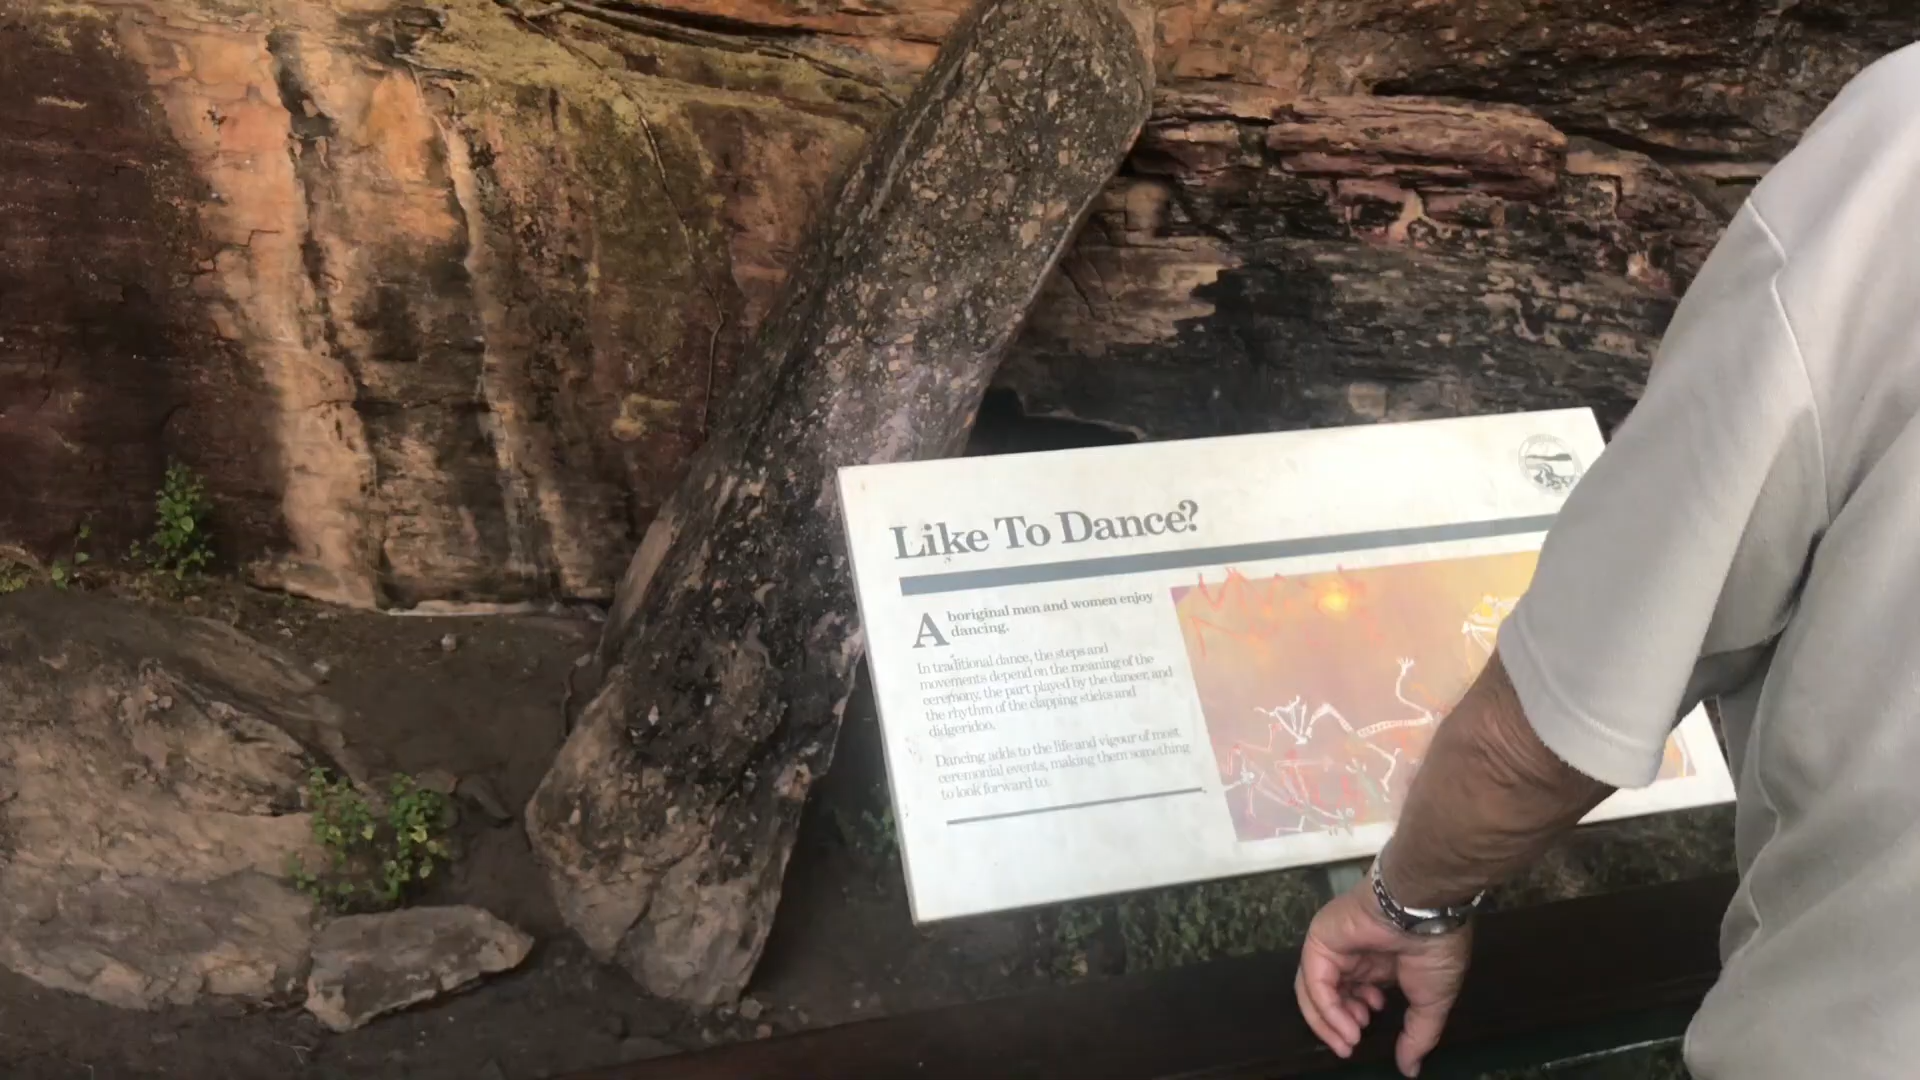 Like To Dance?
Aboriginal men and women enjoy
dancing.
In traditional dance, the steps and
movements depend on the meaning of the
ceremony, the part played by the dancer, and
the rhythm of the clapping sticks and
didgeridoo.
Dancing adds to the life and vigour of most
ceremonial events, making them something
to look forward to.